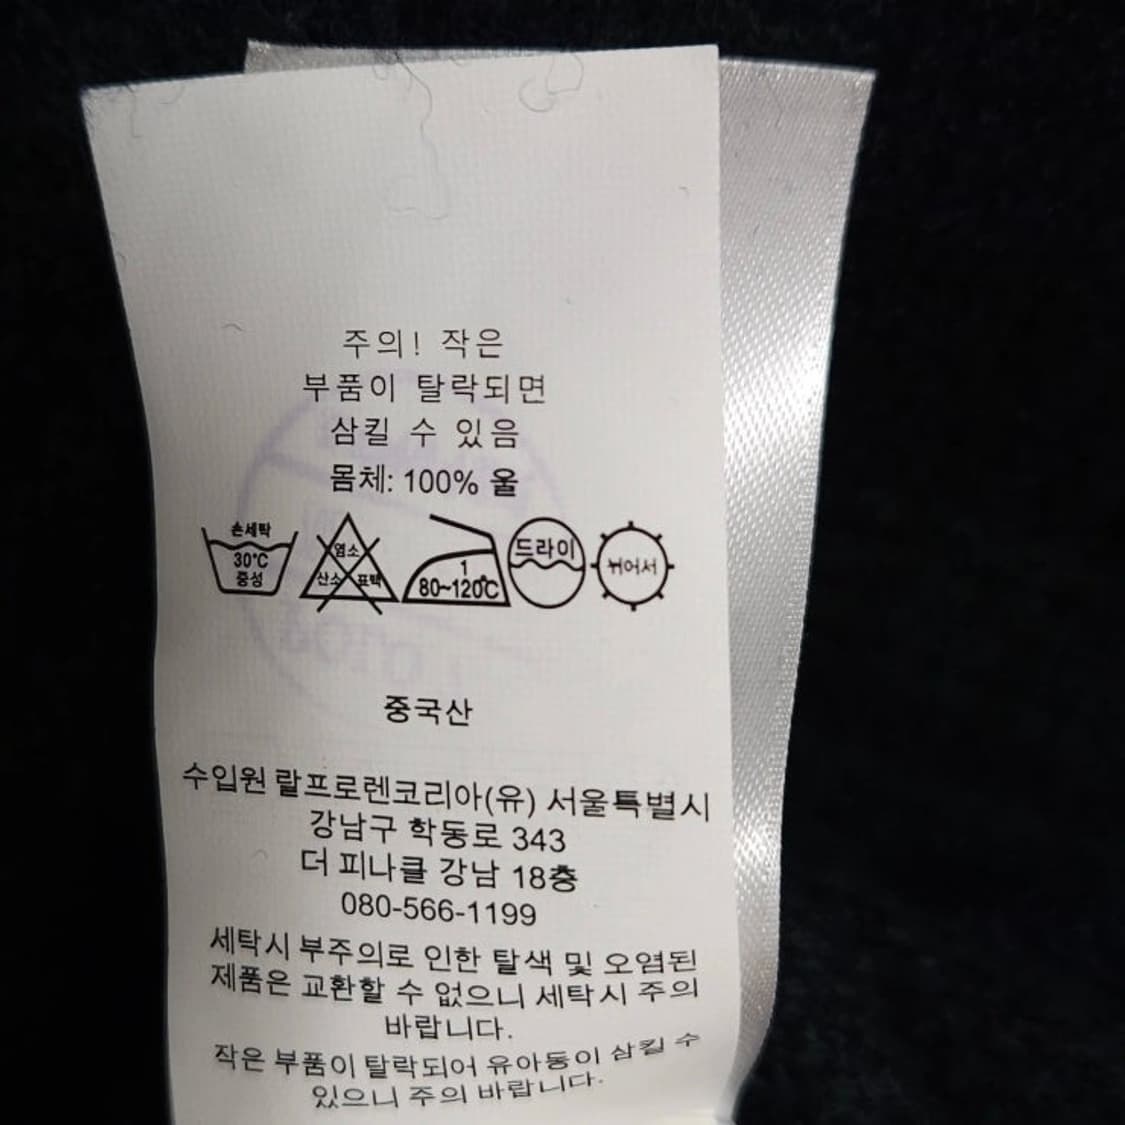 주의! 작은
부품이 탈락되면
삼킬 수 있음
몸체: 100% 울
손세탁
30°C
중성
염소
산소 표백
1
80~120°C
드라이
뉘어서
중국산
수입원 랄프로렌코리아(유) 서울특별시
강남구 학동로 343
더 피나클 강남 18층
080-566-1199
세탁시 부주의로 인한 탈색 및 오염된
제품은 교환할 수 없으니 세탁시 주의
바랍니다.
작은 부품이 탈락되어 유아동이 삼킬 수
있으니 주의 바랍니다.